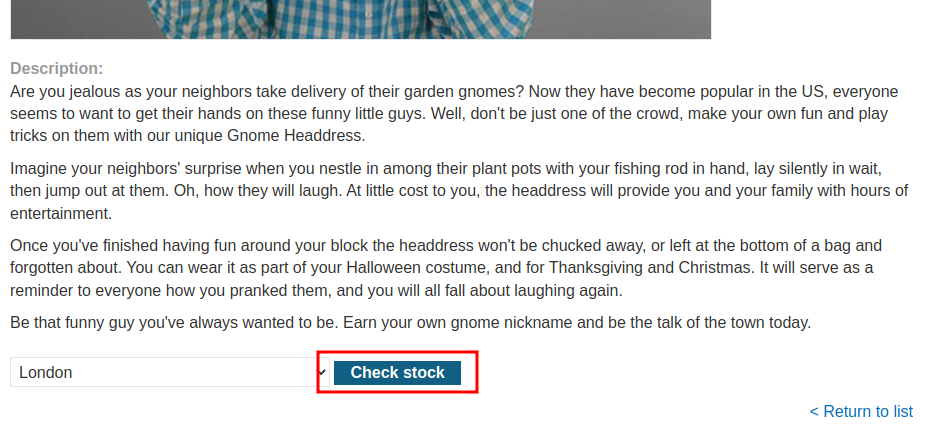 Description:
Are you jealous as your neighbors take delivery of their garden gnomes? Now they have become popular in the US, everyone
seems to want to get their hands on these funny little guys. Well, don't be just one of the crowd, make your own fun and play
tricks on them with our unique Gnome Headdress.
Imagine your neighbors' surprise when you nestle in among their plant pots with your fishing rod in hand, lay silently in wait,
then jump out at them. Oh, how they will laugh. At little cost to you, the headdress will provide you and your family with hours of
entertainment.
Once you've finished having fun around your block the headdress won't be chucked away, or left at the bottom of a bag and
forgotten about. You can wear it as part of your Halloween costume, and for Thanksgiving and Christmas. It will serve as a
reminder to everyone how you pranked them, and you will all fall about laughing again.
Be that funny guy you've always wanted to be. Earn your own gnome nickname and be the talk of the town today.
London Check stock
< Return to list